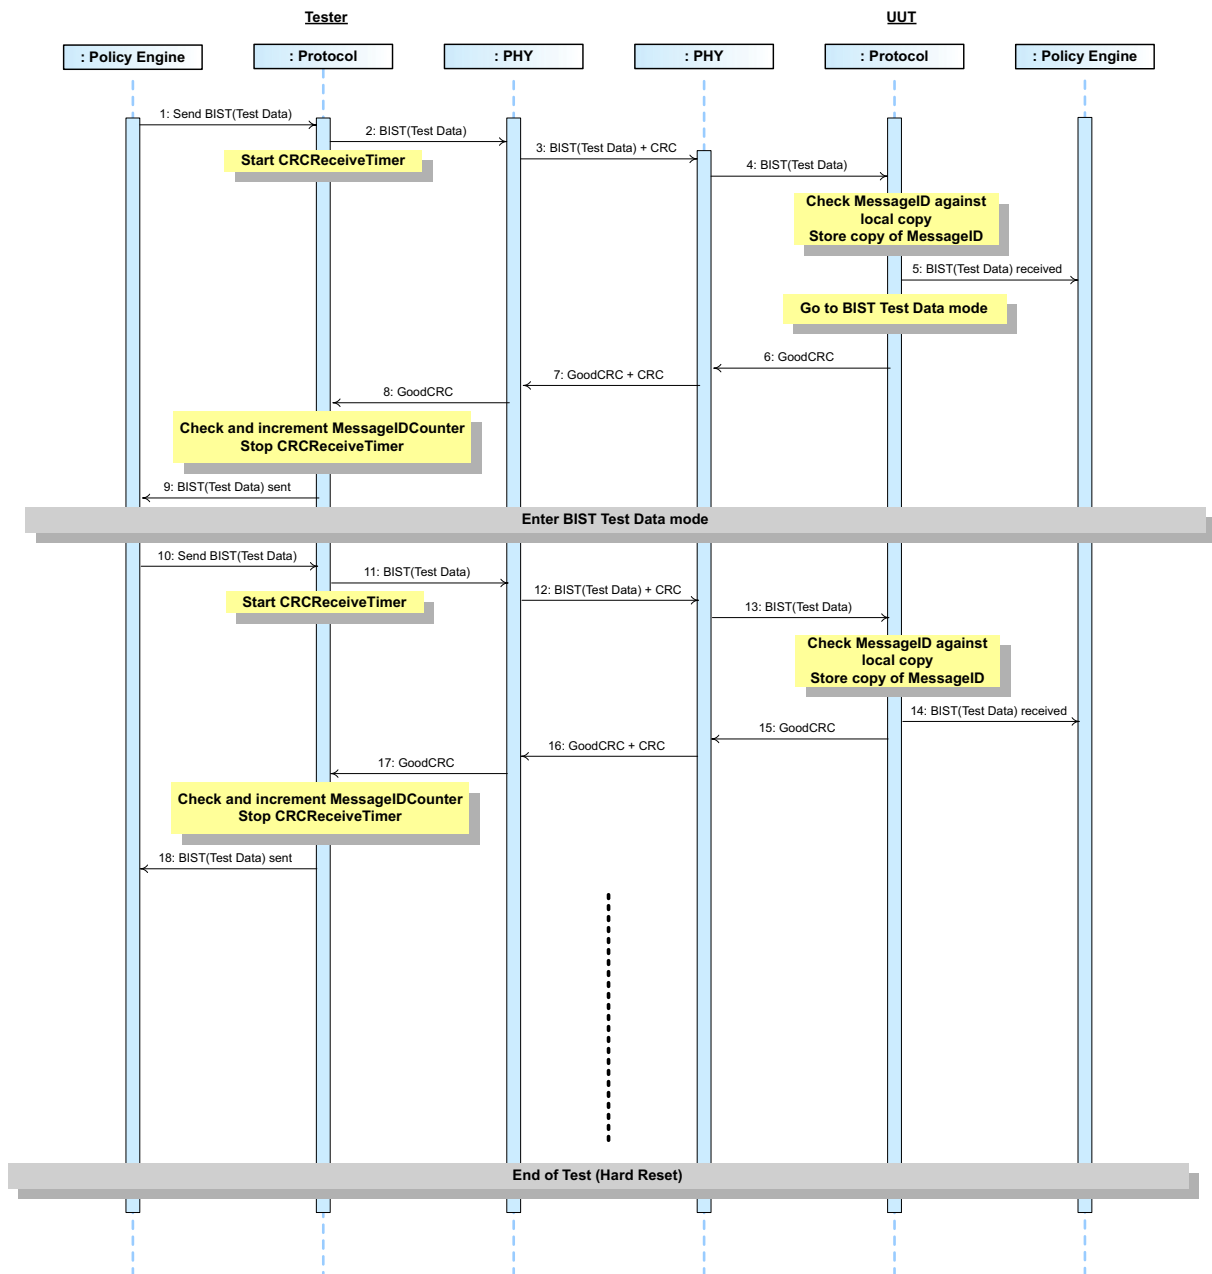 Tester
UUT
: Policy Engine
: Protocol
: PHY
: PHY
: Protocol
: Policy Engine
1: Send BIST(Test Data)
2: BIST(Test Data)
Start CRCReceiveTimer
3: BIST(Test Data) + CRC
4: BIST(Test Data)
Check MessageID against
local copy
Store copy of MessageID
5: BIST(Test Data) received
Go to BIST Test Data mode
6: GoodCRC
7: GoodCRC + CRC
8: GoodCRC
Check and increment MessageIDCounter
Stop CRCReceiveTimer
9: BIST(Test Data) sent
Enter BIST Test Data mode
10: Send BIST(Test Data)
11: BIST(Test Data)
Start CRCReceiveTimer
12: BIST(Test Data) + CRC
13: BIST(Test Data)
Check MessageID against
local copy
Store copy of MessageID
14: BIST(Test Data) received
15: GoodCRC
16: GoodCRC + CRC
17: GoodCRC
Check and increment MessageIDCounter
Stop CRCReceiveTimer
18: BIST(Test Data) sent
End of Test (Hard Reset)